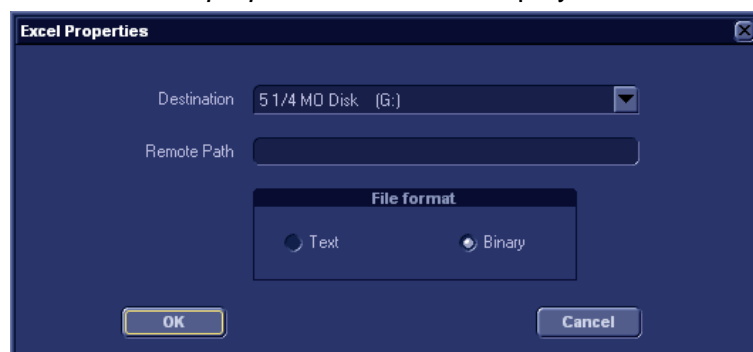 Excel Properties
Destination 5 1/4 MO Disk (G:)
Remote Path
File format
Text Binary
OK Cancel